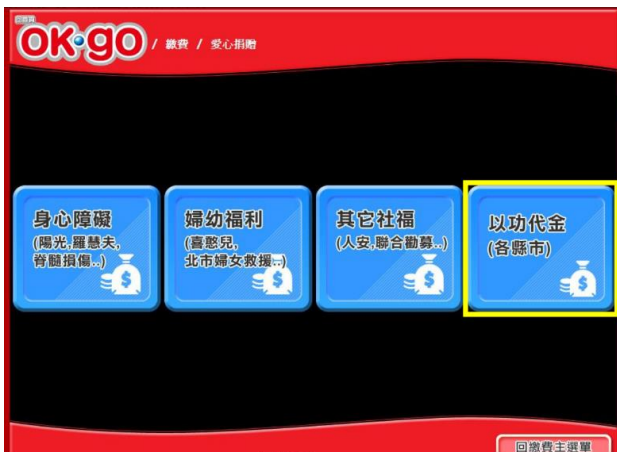 OK·go / 繳費 / 愛心捐贈
身心障礙
(陽光,羅慧夫,
脊髓損傷..)
婦幼福利
(喜憨兒,
北市婦女救援..)
其它社福
(人安,聯合勸募..)
以功代金
(各縣市)
回繳費主選單